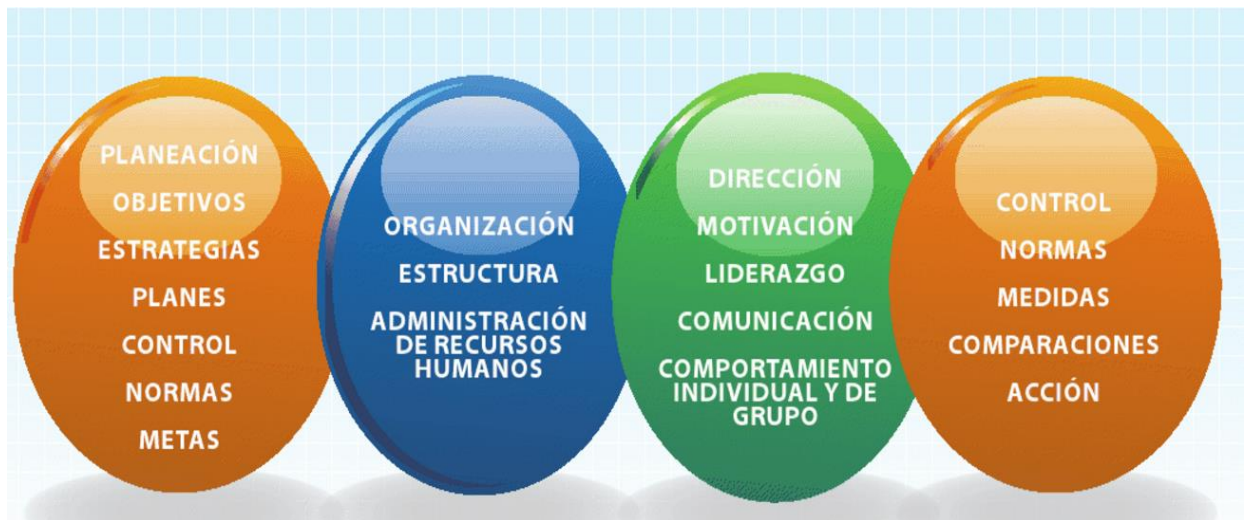 PLANEACIÓN
OBJETIVOS
ESTRATEGIAS
PLANES
CONTROL
NORMAS
METAS
ORGANIZACIÓN
ESTRUCTURA
ADMINISTRACIÓN
DE RECURSOS
HUMANOS
DIRECCIÓN
MOTIVACIÓN
LIDERAZGO
COMUNICACIÓN
COMPORTAMIENTO
INDIVIDUAL Y DE
GRUPO
CONTROL
NORMAS
MEDIDAS
COMPARACIONES
ACCIÓN